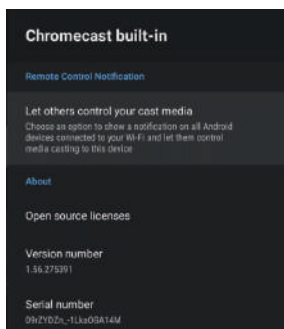 Chromecast built-in
Remote Control Notification
Let others control your cast media
Choose an option to show a notification on all Android
devices connected to your Wi-Fi and let them control
media casting to this device
About
Open source licenses
Version number
1.56.275391
Serial number